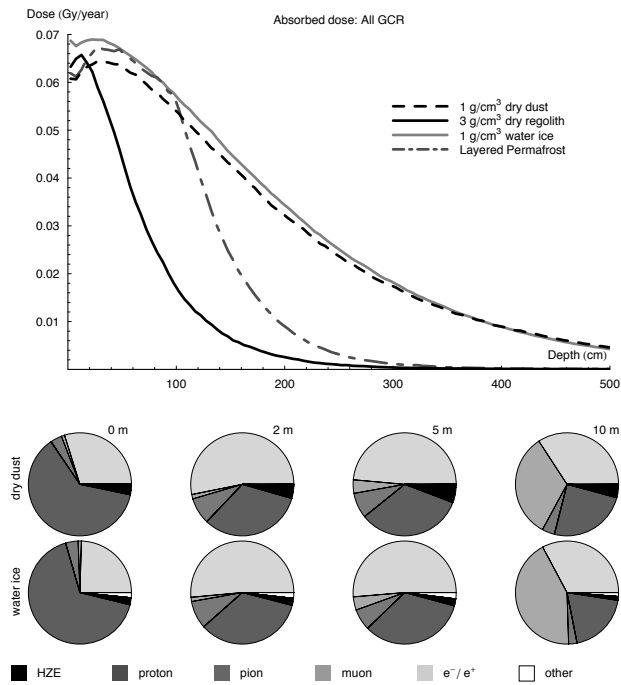 Dose (Gy/year)
Absorbed dose: All GCR
0.07
0.06
0.05
0.04
0.03
0.02
0.01
1 g/cm³ dry dust
3 g/cm³ dry regolith
1 g/cm³ water ice
Layered Permafrost
Depth (cm)
100 200 300 400 500
0 m 2 m 5 m 10 m
dry dust
water ice
HZE proton pion muon e⁻/ e⁺ other